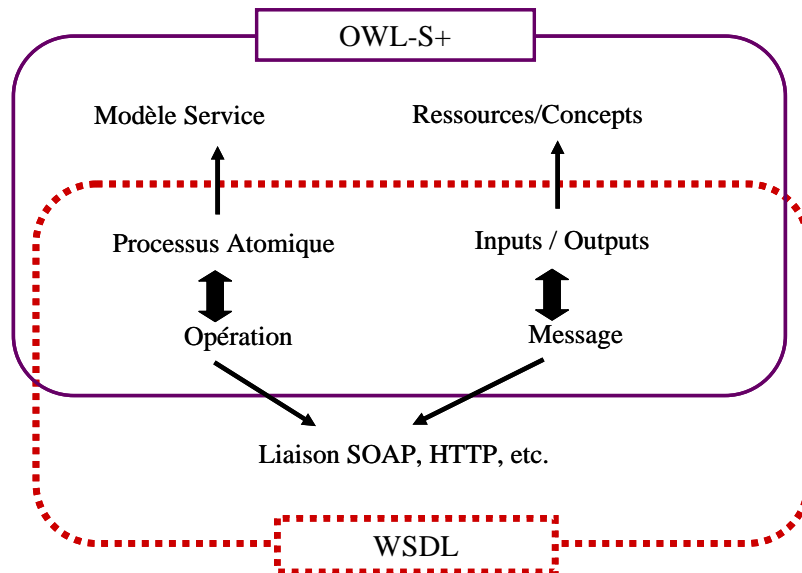 OWL-S+
Modèle Service
Ressources/Concepts
Processus Atomique
Inputs / Outputs
Opération
Message
Liaison SOAP, HTTP, etc.
WSDL